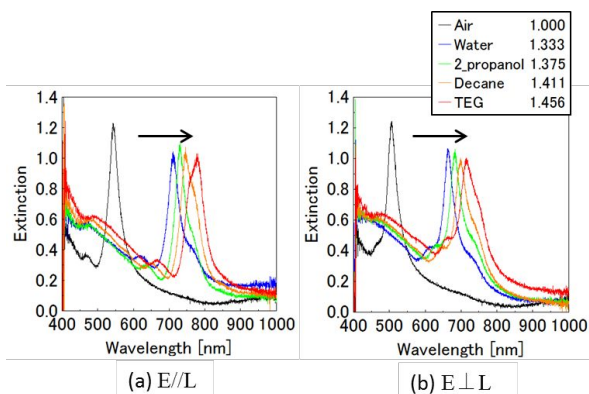 Air 1.000
Water 1.333
2_propanol 1.375
Decane 1.411
TEG 1.456
1.4
1.2
1.0
0.8
0.6
0.4
0.2
0.0
Extinction
400 500 600 700 800 900 1000
Wavelength [nm]
(a) E//L
1.4
1.2
1.0
0.8
0.6
0.4
0.2
0.0
Extinction
400 500 600 700 800 900 1000
Wavelength [nm]
(b) E⊥L